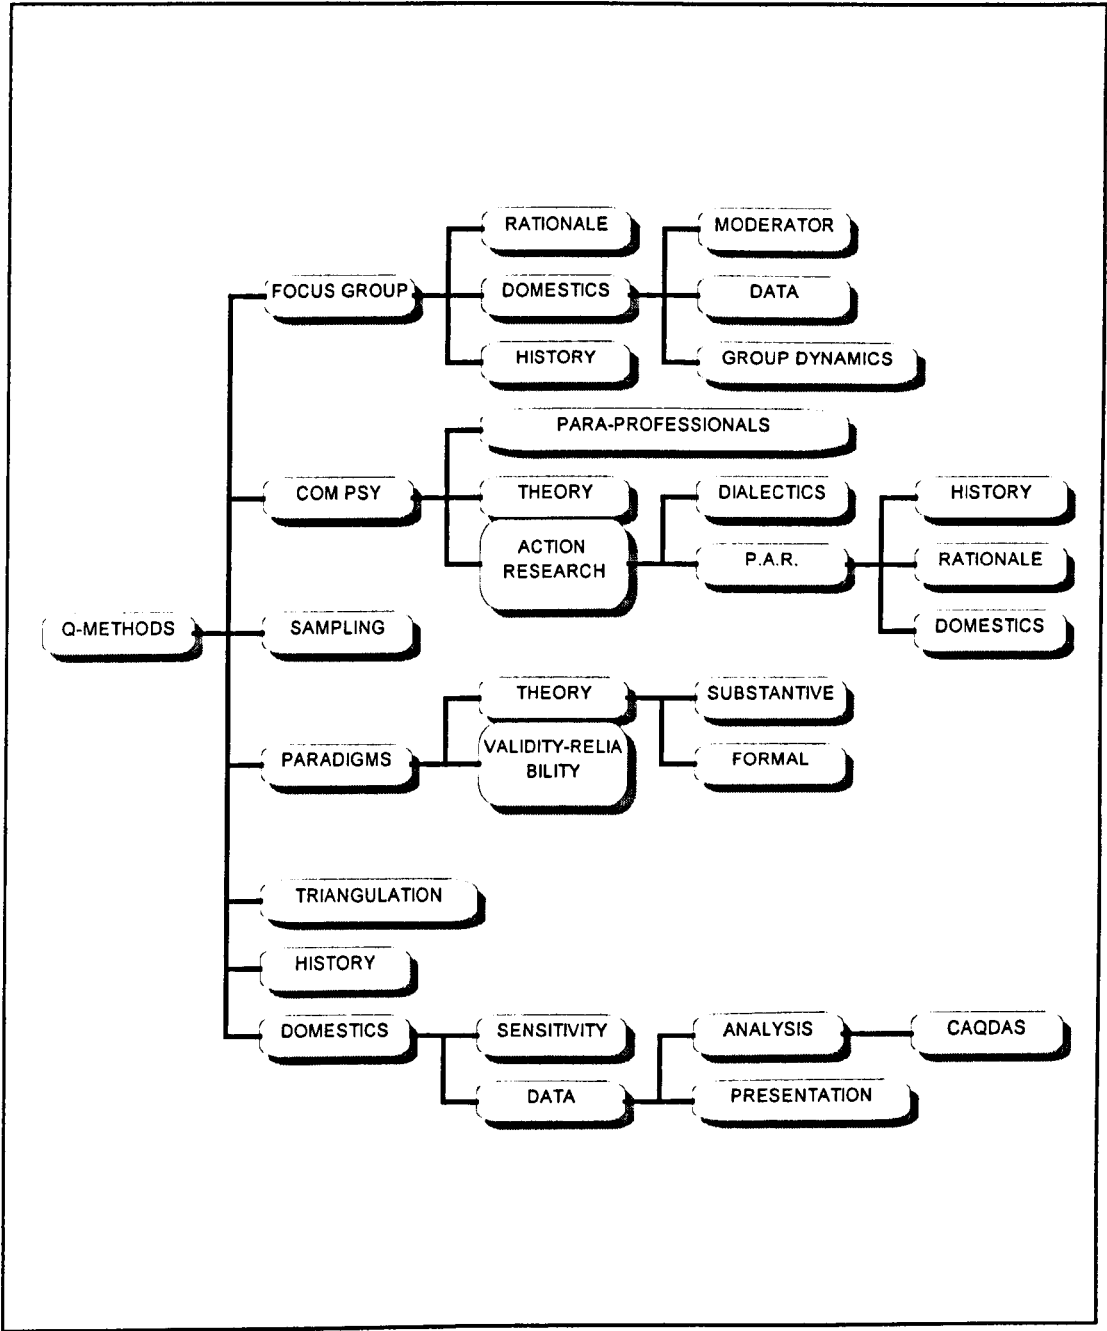 RATIONALE
MODERATOR
FOCUS GROUP
DOMESTICS
DATA
HISTORY
GROUP DYNAMICS
PARA-PROFESSIONALS
COM PSY
THEORY
DIALECTICS
HISTORY
ACTION
RESEARCH
P.A.R.
RATIONALE
Q-METHODS
SAMPLING
DOMESTICS
THEORY
SUBSTANTIVE
PARADIGMS
VALIDITY-RELIA
BILITY
FORMAL
TRIANGULATION
HISTORY
DOMESTICS
SENSITIVITY
ANALYSIS
CAQDAS
DATA
PRESENTATION